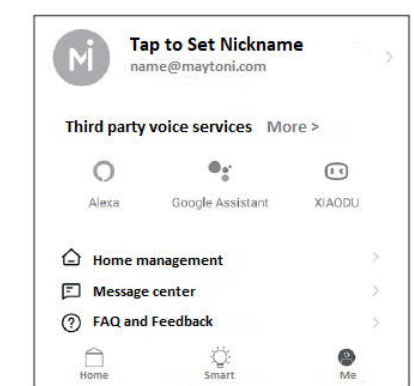 Tap to Set Nickname
name@maytoni.com
Third party voice services More >
Alexa Google Assistant XIAODU
Home management
Message center
FAQ and Feedback
Home Smart Me